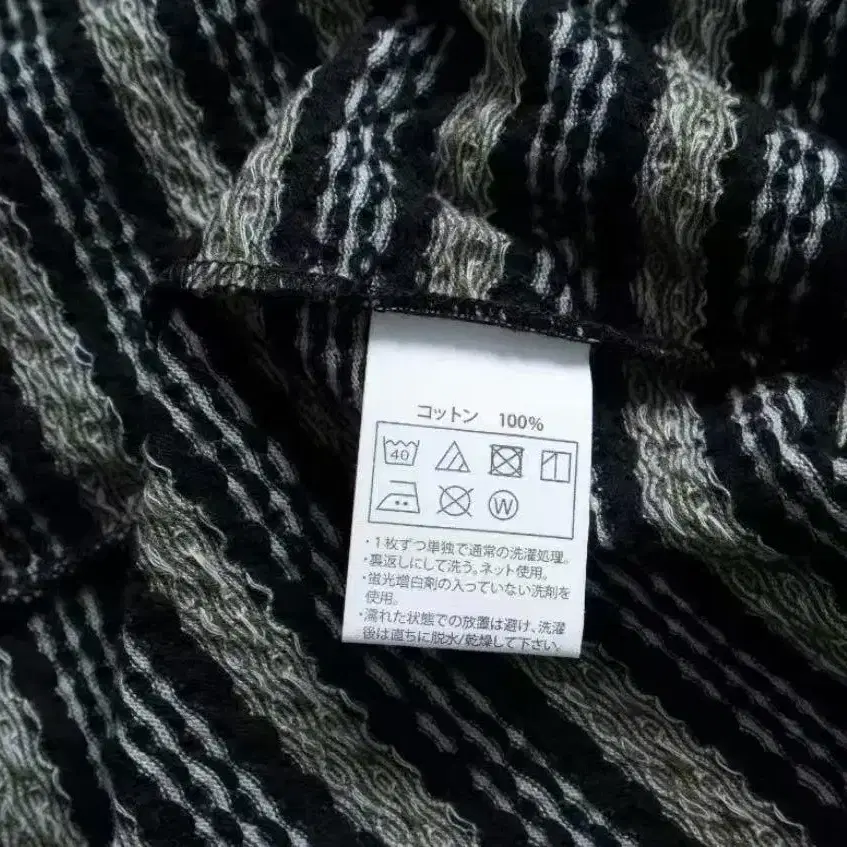 コットン 100%
40
W
・1枚ずつ単独で通常の洗濯処理。
・裏返しにして洗う。ネット使用。
・蛍光増白剤の入っていない洗剤を
使用。
・濡れた状態での放置は避け、洗濯
後は直ちに脱水/乾燥して下さい。